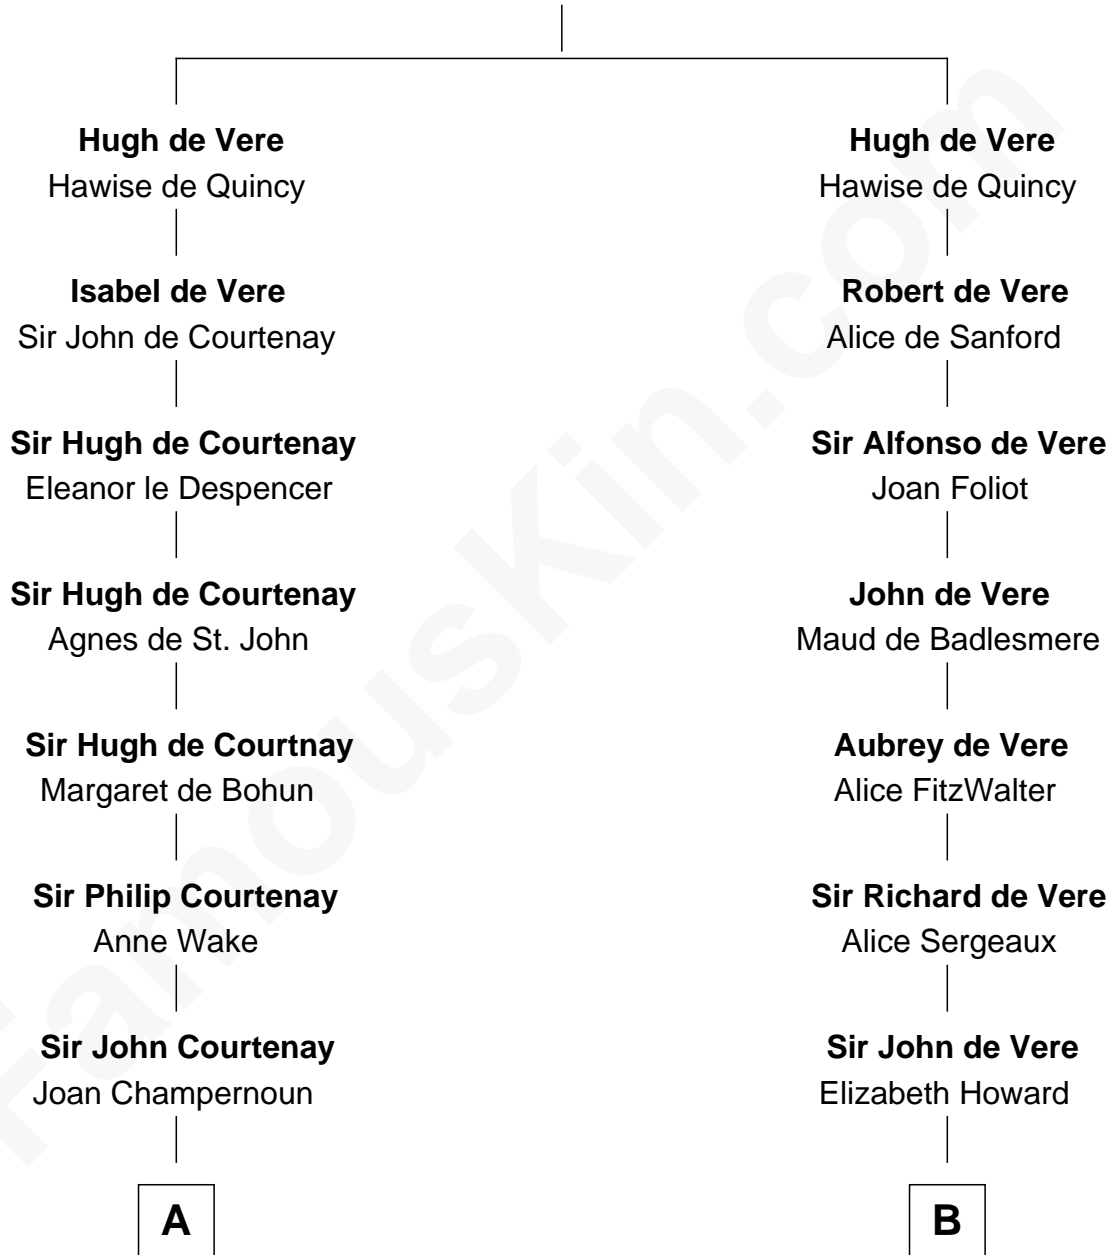 Hugh de Vere
Hawise de Quincy
Isabel de Vere
Sir John de Courtenay
Sir Hugh de Courtenay
Eleanor le Despencer
Sir Hugh de Courtenay
Agnes de St. John
Sir Hugh de Courtnay
Margaret de Bohun
Sir Philip Courtenay
Anne Wake
Sir John Courtenay
Joan Champernoun
A
Hugh de Vere
Hawise de Quincy
Robert de Vere
Alice de Sanford
Sir Alfonso de Vere
Joan Foliot
John de Vere
Maud de Badlesmere
Aubrey de Vere
Alice FitzWalter
Sir Richard de Vere
Alice Sergeaux
Sir John de Vere
Elizabeth Howard
B
FamousKin.com